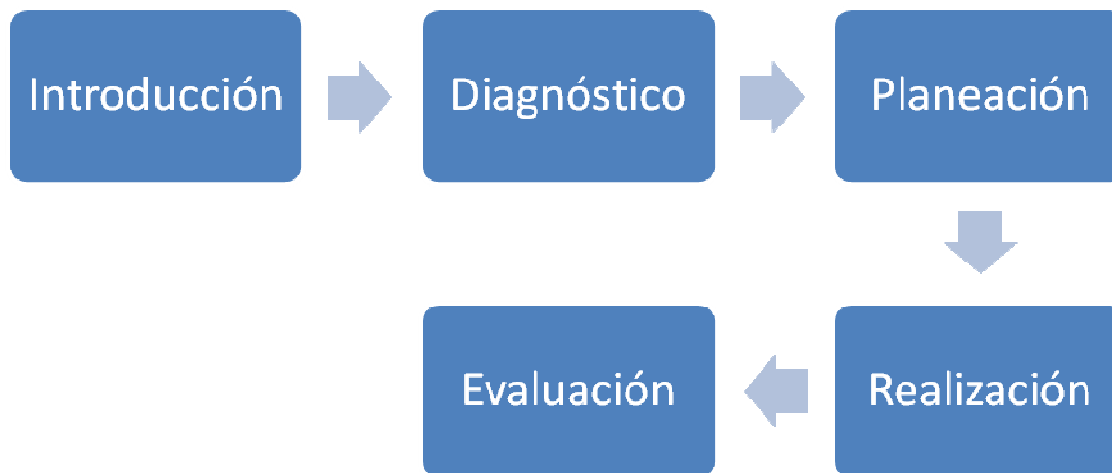 Introducción
Diagnóstico
Planeación
Realización
Evaluación